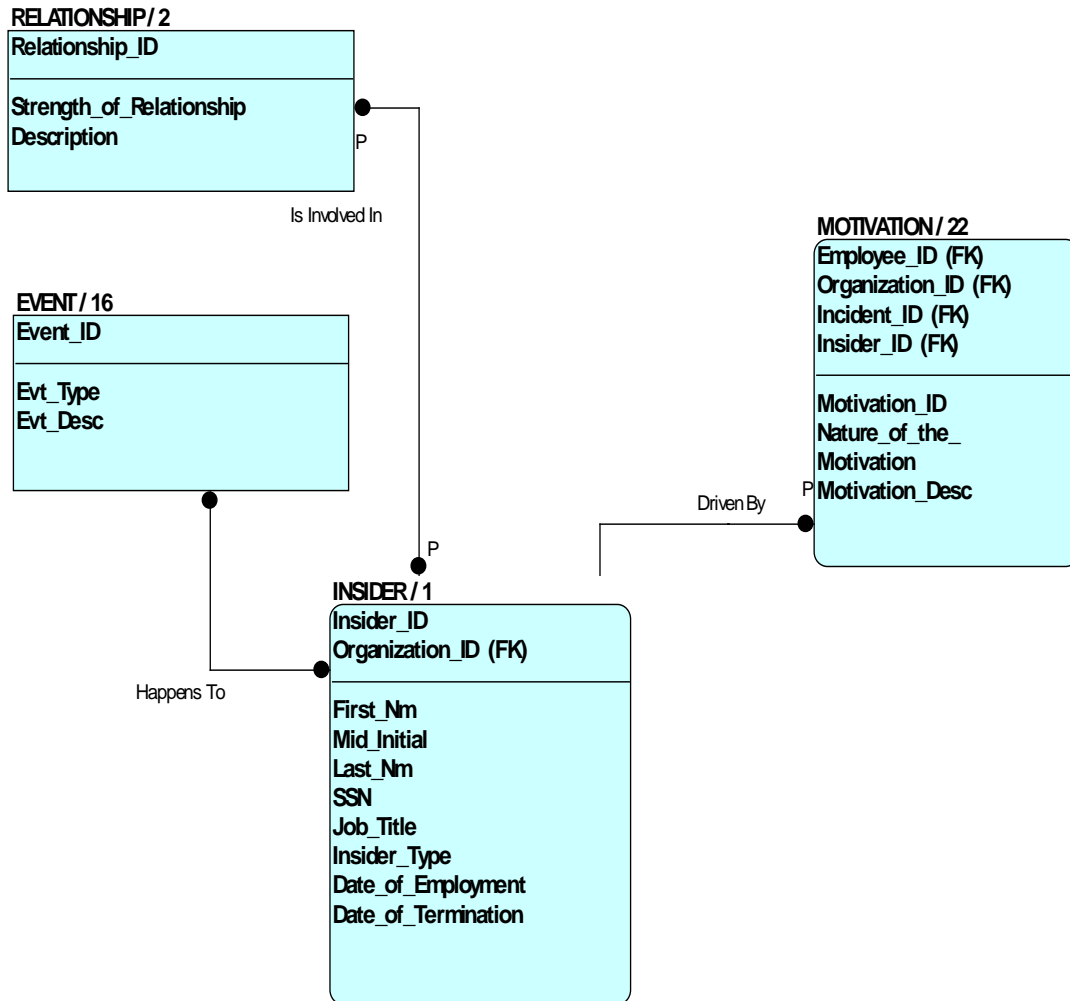 RELATIONSHIP / 2
Relationship_ID
Strength_of_Relationship
Description
P
Is Involved In
MOTIVATION / 22
Employee_ID (FK)
Organization_ID (FK)
Incident_ID (FK)
Insider_ID (FK)
Motivation_ID
Nature_of_the_
Motivation
Motivation_Desc
P
Driven By
EVENT / 16
Event_ID
Evt_Type
Evt_Desc
P
Happens To
INSIDER / 1
Insider_ID
Organization_ID (FK)
First_Nm
Mid_Initial
Last_Nm
SSN
Job_Title
Insider_Type
Date_of_Employment
Date_of_Termination